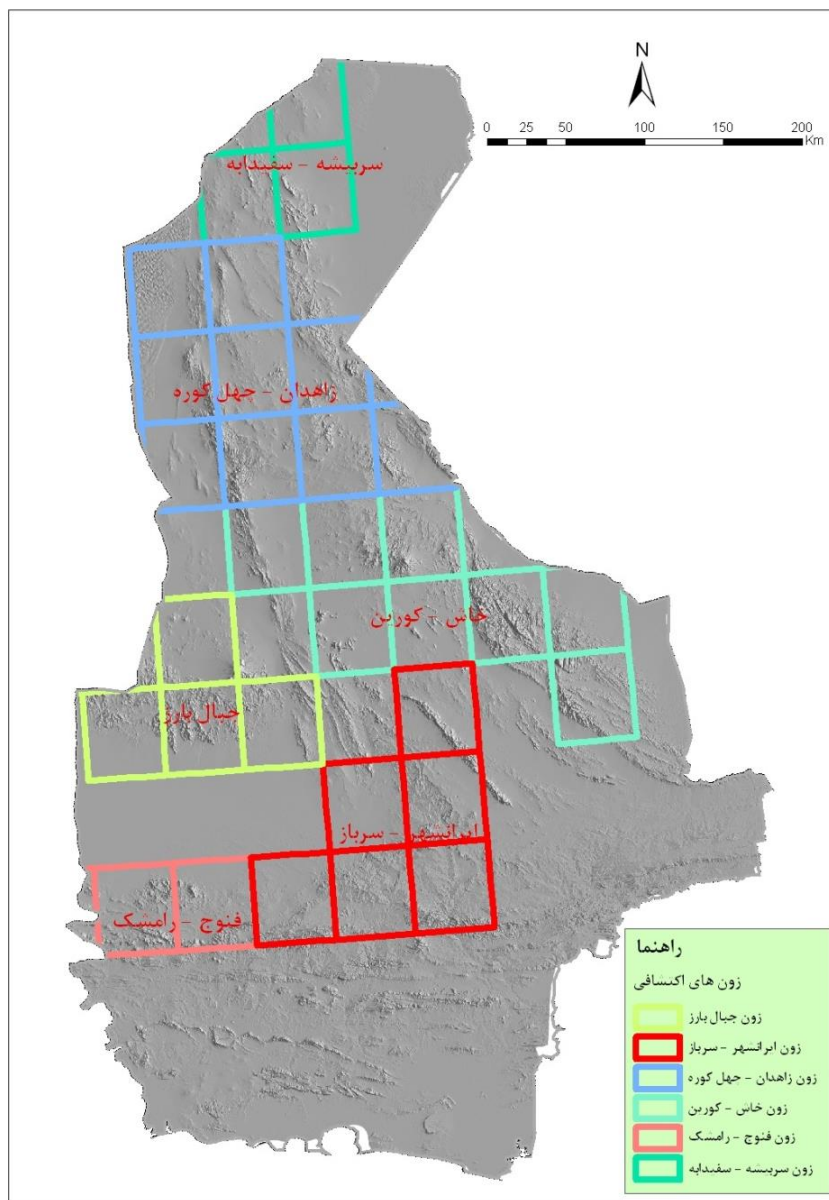 N
0 25 50 100 150 200
Km
سربیشه - سفیدابه
زاهدان - چهل کوره
خاش - کورین
جبال بارز
ایرانشهر - سرباز
فنوج - رامشک
راهنما
زون های اکتشافی
زون جبال بارز
زون ایرانشهر - سرباز
زون زاهدان - چهل کوره
زون خاش - کورین
زون فنوج - رامشک
زون سربیشه - سفیدابه